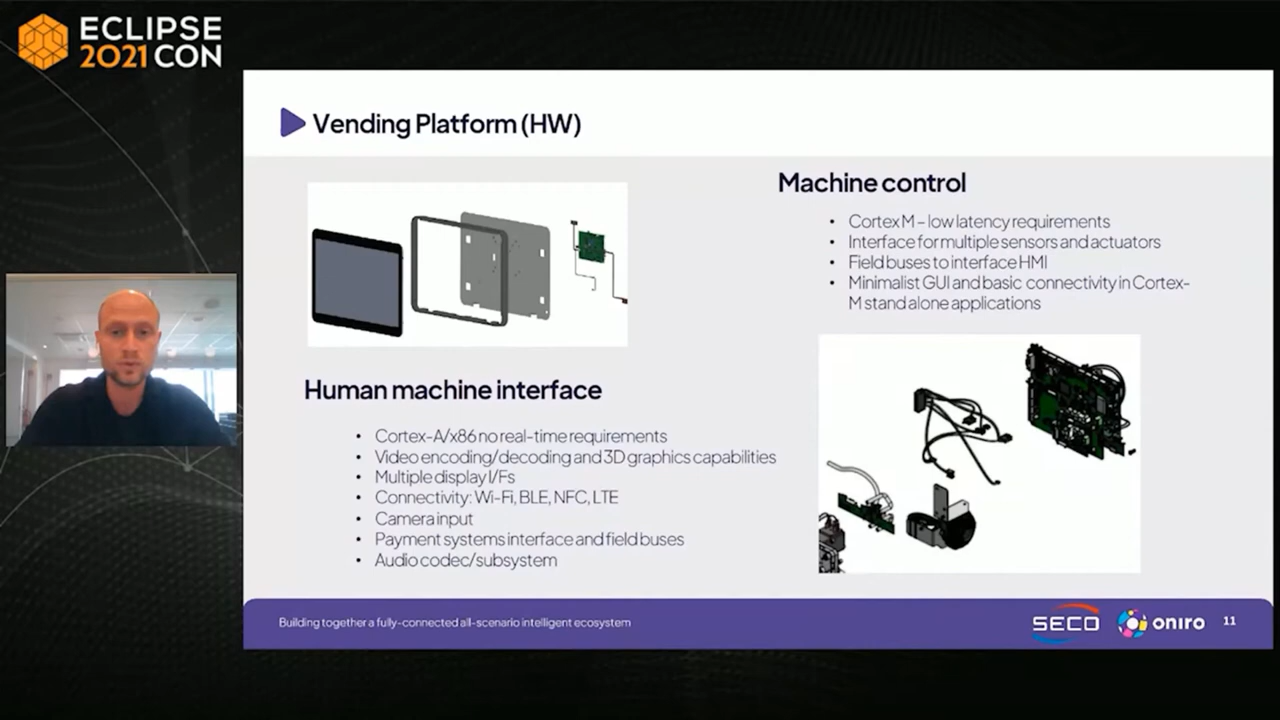 ECLIPSE
2021 CON
Vending Platform (HW)
Machine control
• Cortex M – low latency requirements
• Interface for multiple sensors and actuators
• Field buses to interface HMI
• Minimalist GUI and basic connectivity in Cortex-
M stand alone applications
Human machine interface
• Cortex-A/x86 no real-time requirements
• Video encoding/decoding and 3D graphics capabilities
• Multiple display I/Fs
• Connectivity: Wi-Fi, BLE, NFC, LTE
• Camera input
• Payment systems interface and field buses
• Audio codec/subsystem
Building together a fully-connected all-scenario intelligent ecosystem
SECO
oniro
11